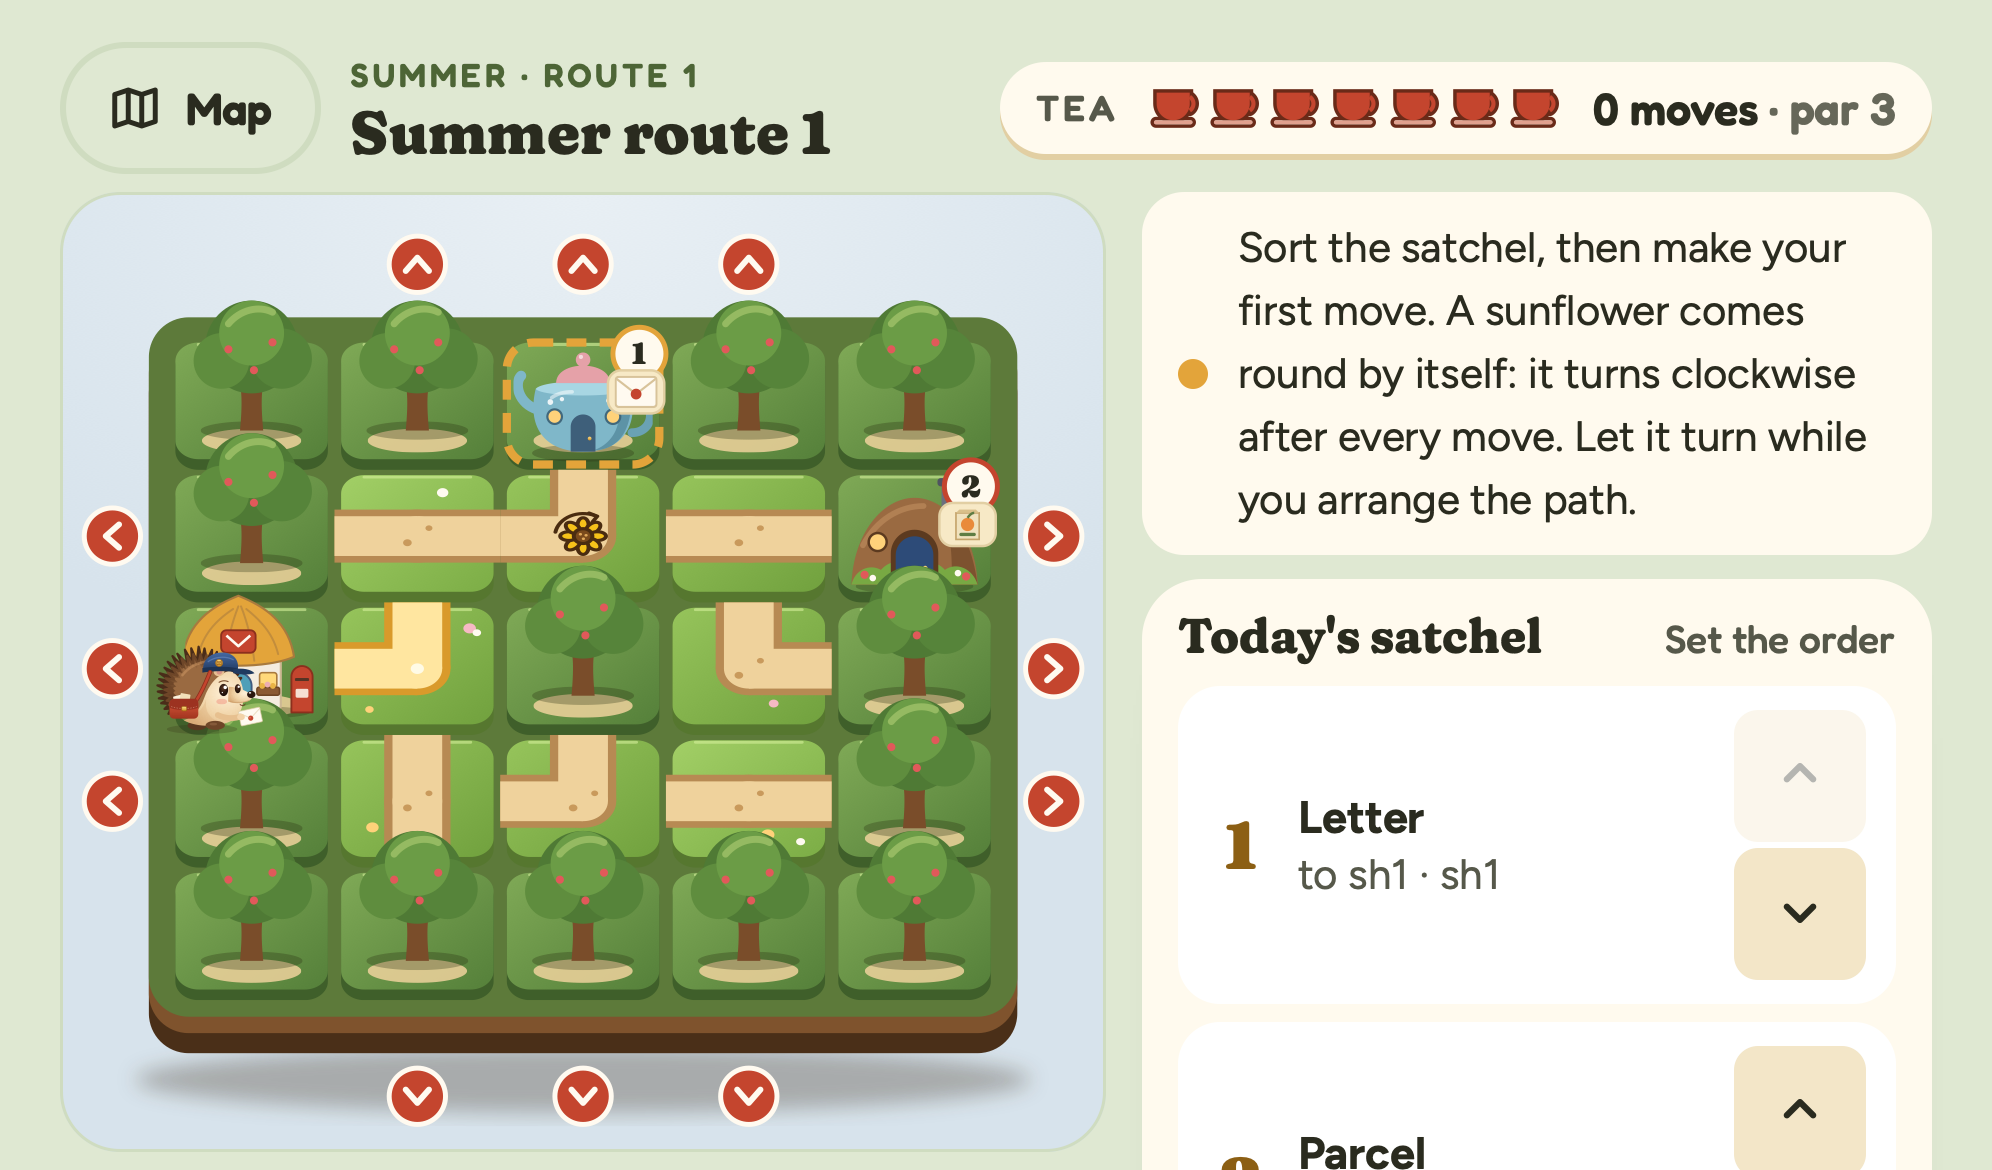 Map
SUMMER · ROUTE 1
Summer route 1
TEA
0 moves · par 3
1
2
Sort the satchel, then make your
first move. A sunflower comes
round by itself: it turns clockwise
after every move. Let it turn while
you arrange the path.
Today's satchel
Set the order
1
Letter
to sh1 · sh1
Parcel